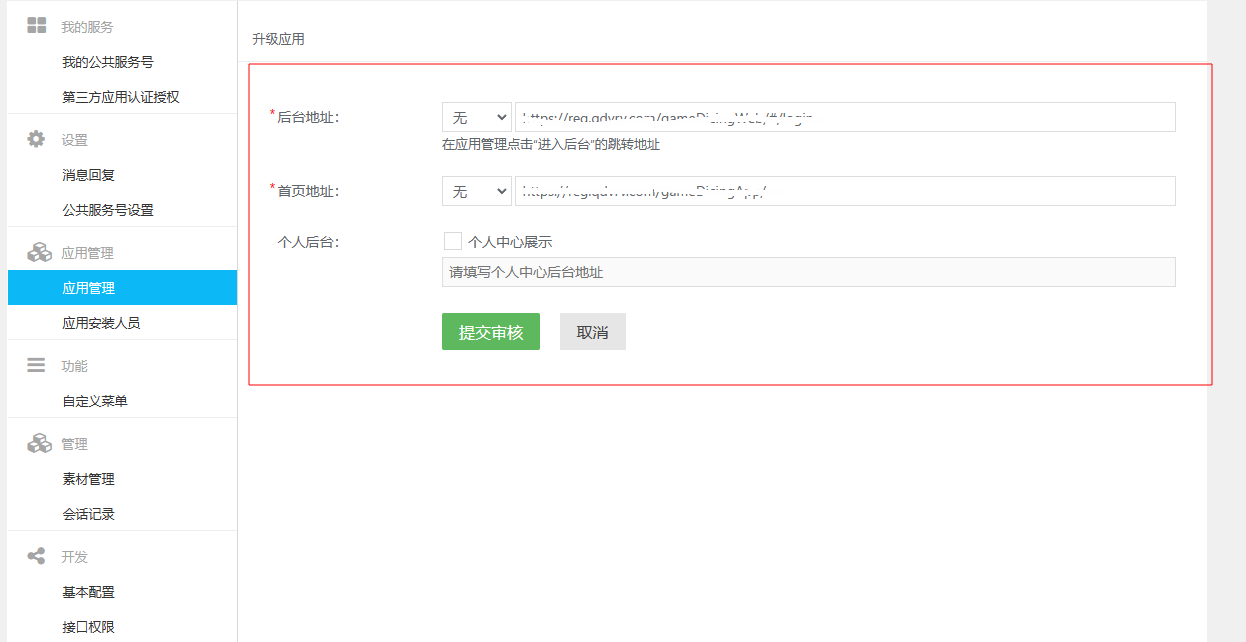 我的服务
我的公共服务号
第三方应用认证授权
设置
消息回复
公共服务号设置
应用管理
应用管理
应用安装人员
功能
自定义菜单
管理
素材管理
会话记录
开发
基本配置
接口权限
升级应用
*后台地址: 无
在应用管理点击“进入后台”的跳转地址
*首页地址: 无
个人后台: 个人中心展示
请填写个人中心后台地址
提交审核 取消